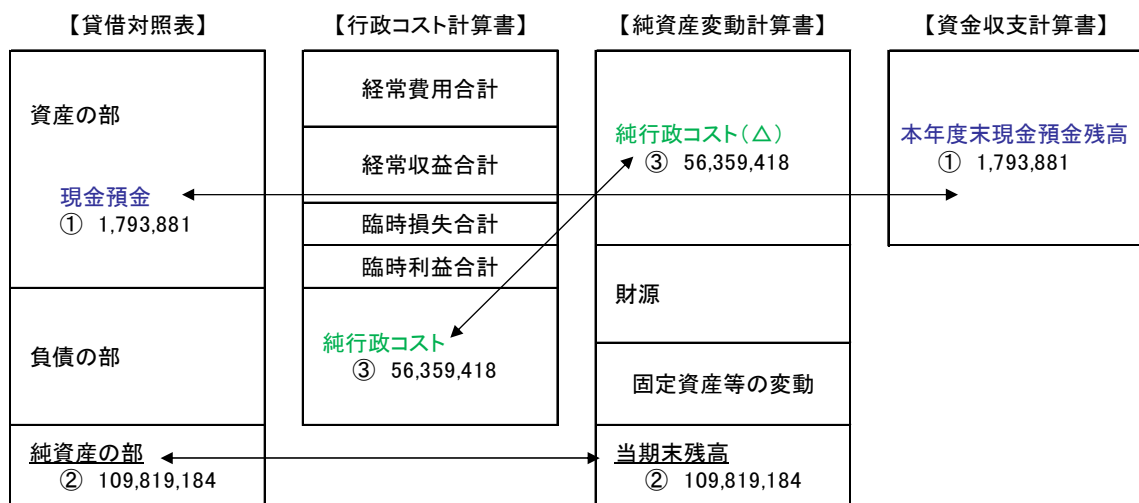 【貸借対照表】
資産の部
現金預金
① 1,793,881
負債の部
純資産の部
② 109,819,184
【行政コスト計算書】
経常費用合計
経常収益合計
臨時損失合計
臨時利益合計
純行政コスト
③ 56,359,418
【純資産変動計算書】
純行政コスト(△)
③ 56,359,418
財源
固定資産等の変動
当期末残高
② 109,819,184
【資金収支計算書】
本年度末現金預金残高
① 1,793,881